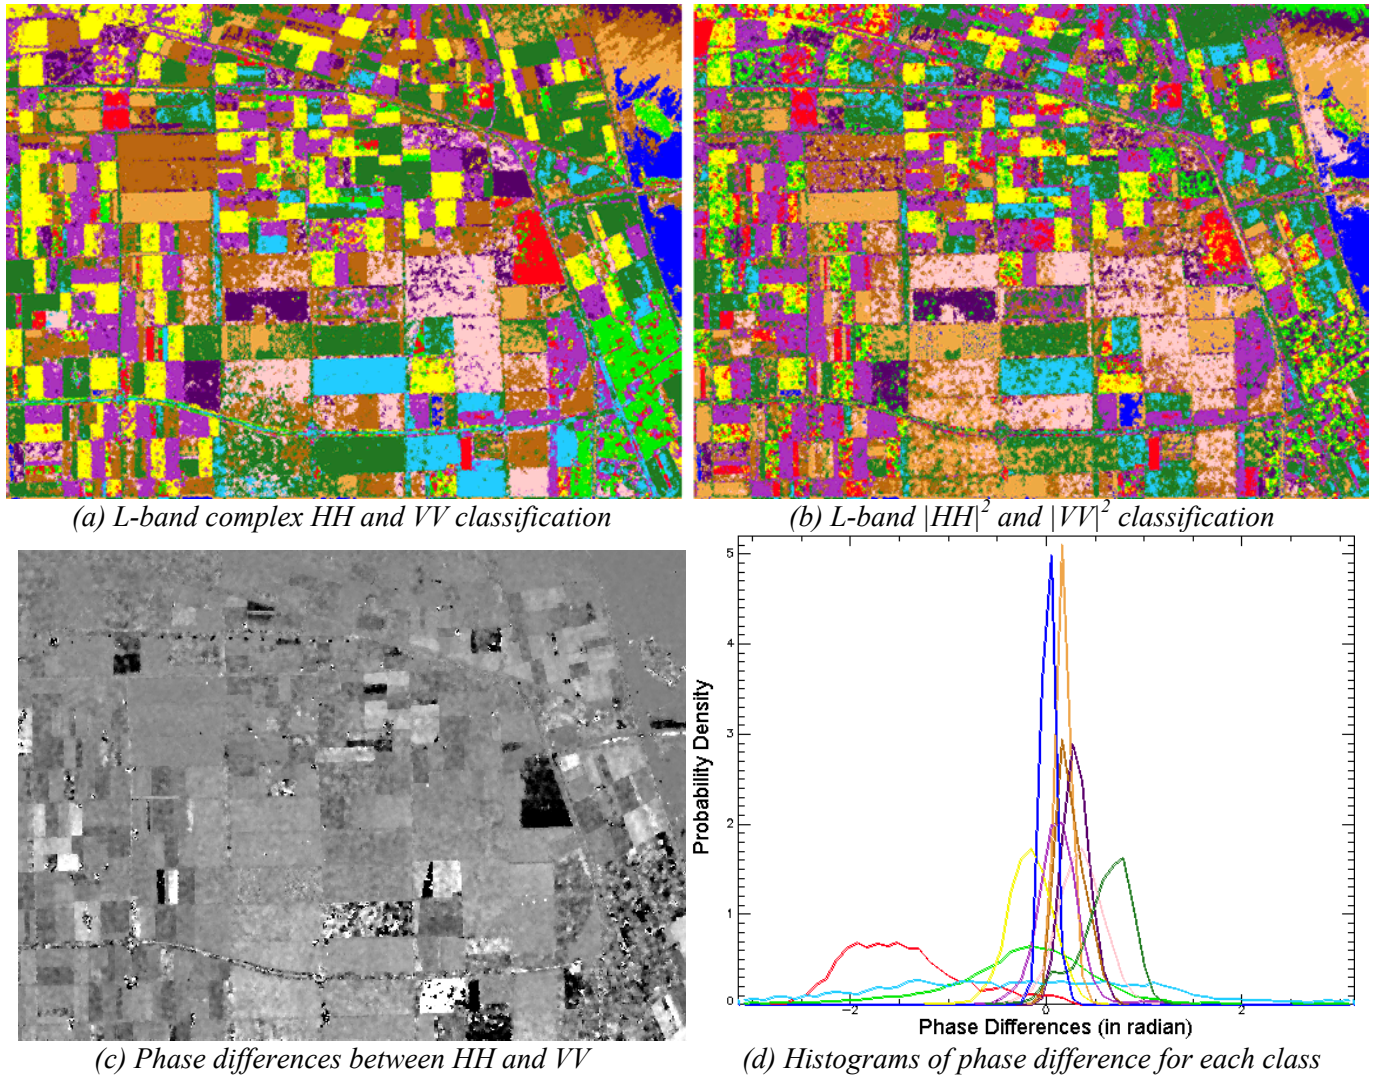 (a) L-band complex HH and VV classification
(b) L-band |HH|² and |VV|² classification
5
4
3
2
1
0
Probability Density
−2
0
2
Phase Differences (in radian)
(c) Phase differences between HH and VV
(d) Histograms of phase difference for each class